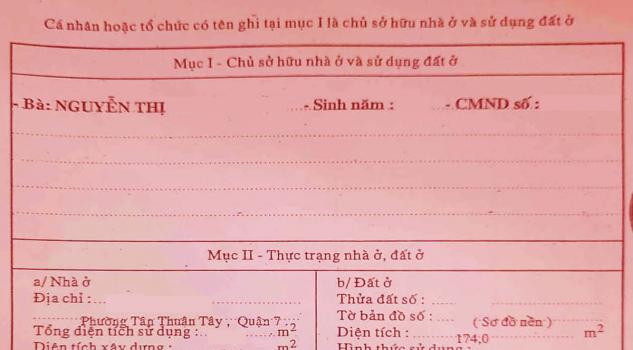 Cá nhân hoặc tổ chức có tên ghi tại mục I là chủ sở hữu nhà ở và sử dụng đất ở
Mục I - Chủ sở hữu nhà ở và sử dụng đất ở
- Bà: NGUYỄN THỊ ....- Sinh năm : ...- CMND số :
Mục II - Thực trạng nhà ở, đất ở
a/ Nhà ở
Địa chỉ :...
Phường Tân Thuận Tây , Quận 7 ....
Tổng diện tích sử dụng :... m2
Diện tích xây dựng : m2
b/ Đất ở
Thửa đất số : ....
Tờ bản đồ số : .... ( Sơ đồ nền )
Diện tích : 174,0 m2
Hình thức sử dụng :